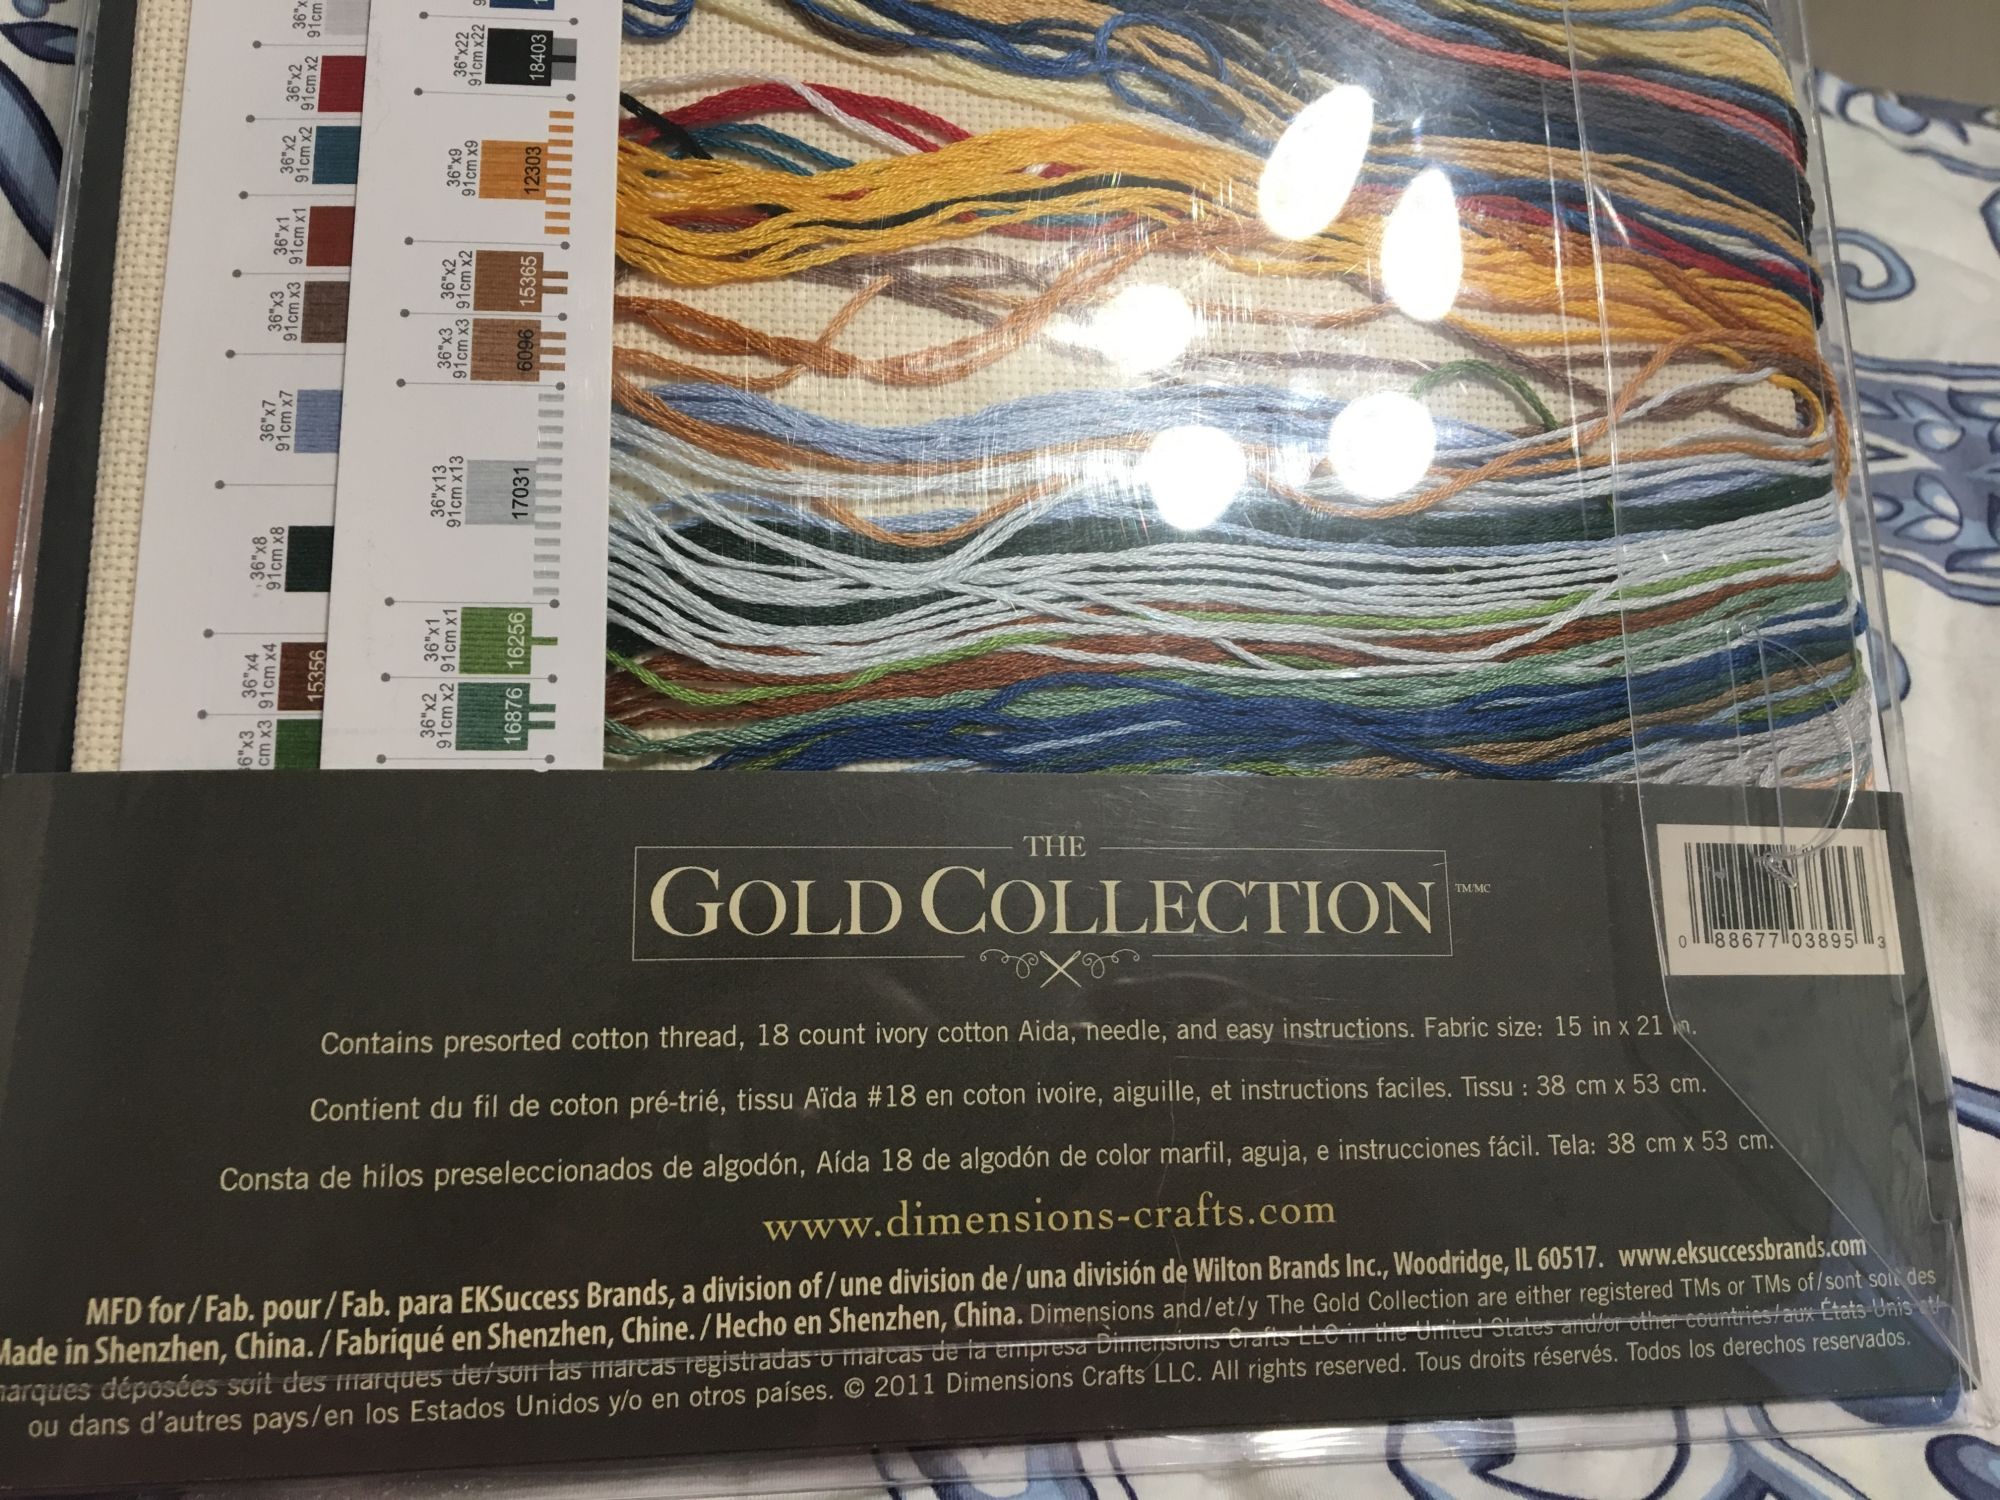 36"x
91cm
36"x2
91cm x2
36"x2
91cm x2
36"x1
91cm x1
36"x3
91cm x3
36"x7
91cm x7
36"x8
91cm x8
36"x4
91cm x4
15356
36"x3
cm x3
36"x22
91cm x22
18403
36"x9
91cm x9
12303
36"x2
91cm x2
15365
36"x3
91cm x3
6096
36"x13
91cm x13
17031
36"x1
91cm x1
16256
36"x2
91cm x2
16876
THE
GOLD COLLECTION TM/MC
0 88677 03895 3
Contains presorted cotton thread, 18 count ivory cotton Aida, needle, and easy instructions. Fabric size: 15 in x 21 in.
Contient du fil de coton pré-trié, tissu Aïda #18 en coton ivoire, aiguille, et instructions faciles. Tissu : 38 cm x 53 cm.
Consta de hilos preseleccionados de algodón, Aída 18 de algodón de color marfil, aguja, e instrucciones fácil. Tela: 38 cm x 53 cm.
www.dimensions-crafts.com
MFD for/Fab. pour/Fab. para EKSuccess Brands, a division of/une division de/una división de Wilton Brands Inc., Woodridge, IL 60517. www.eksuccessbrands.com
Made in Shenzhen, China./Fabriqué en Shenzhen, Chine./Hecho en Shenzhen, China. Dimensions and/et/y The Gold Collection are either registered TMs or TMs of/sont soit des
marques déposées soit des marques de/son las marcas registradas o marcas de la empresa Dimensions Crafts LLC in the United States and/or other countries/aux États-Unis et/
ou dans d'autres pays/en los Estados Unidos y/o en otros países. © 2011 Dimensions Crafts LLC. All rights reserved. Tous droits réservés. Todos los derechos reservados.